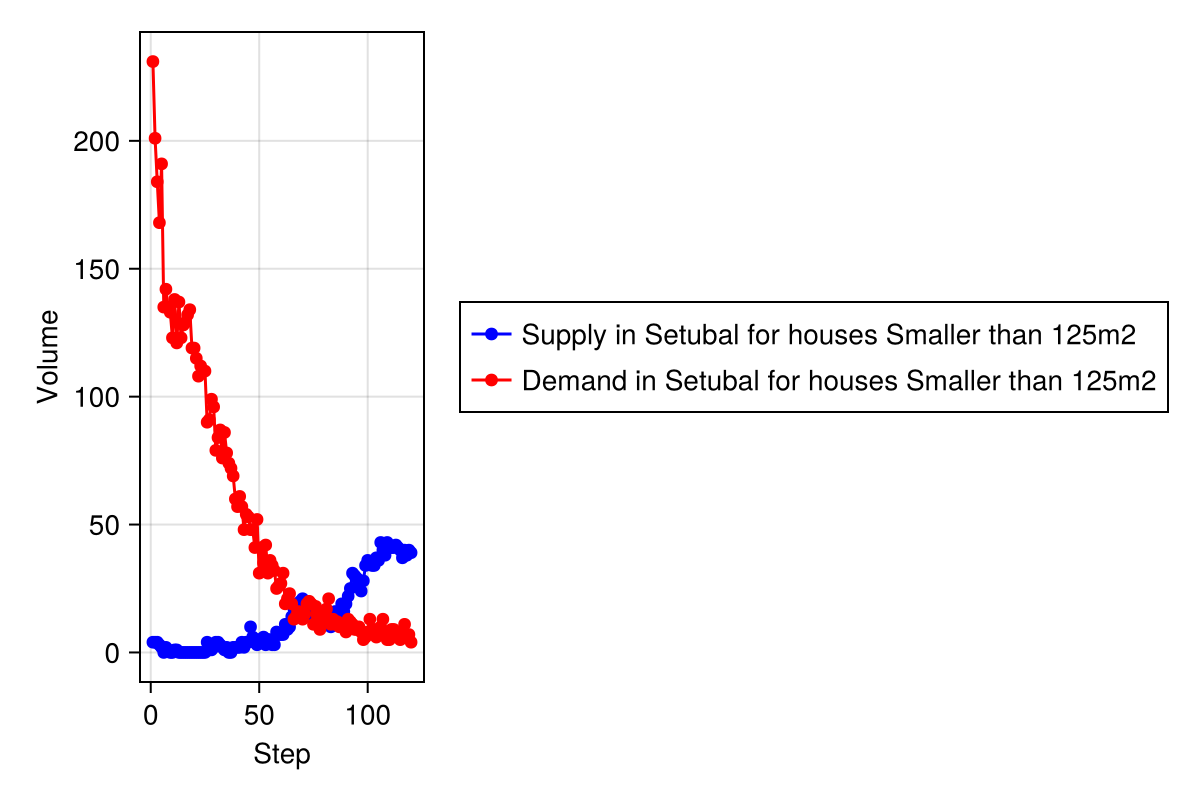 200
150
100
50
0
Volume
0 50 100
Step
Supply in Setubal for houses Smaller than 125m2
Demand in Setubal for houses Smaller than 125m2